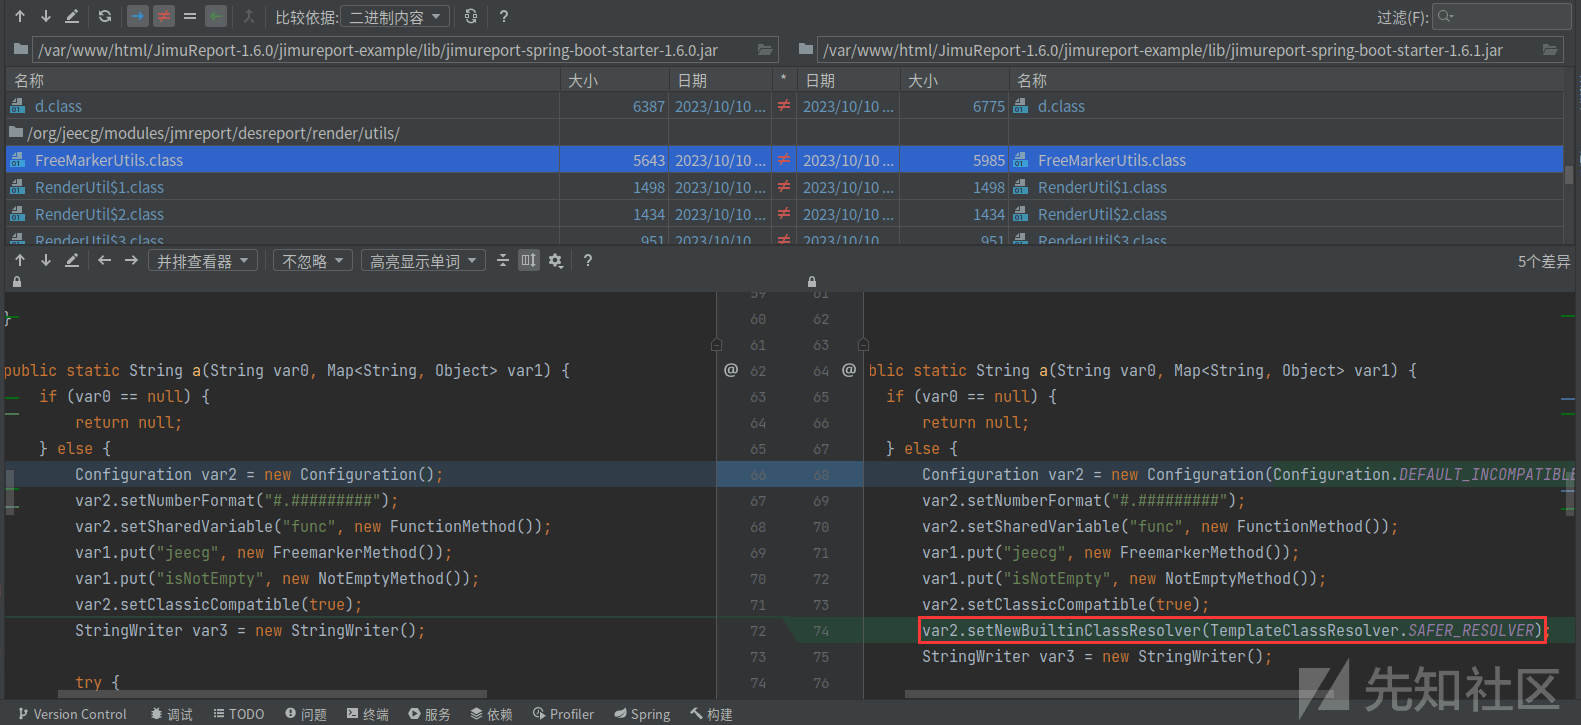 比较依据: 二进制内容 ?
过滤(F):
/var/www/html/JimuReport-1.6.0/jimureport-example/lib/jimureport-spring-boot-starter-1.6.0.jar /var/www/html/JimuReport-1.6.0/jimureport-example/lib/jimureport-spring-boot-starter-1.6.1.jar
名称 大小 日期 * 日期 大小 名称
d.class 6387 2023/10/10 ... ≠ 2023/10/10 ... 6775 d.class
/org/jeecg/modules/jmreport/desreport/render/utils/
FreeMarkerUtils.class 5643 2023/10/10 ... ≠ 2023/10/10 ... 5985 FreeMarkerUtils.class
RenderUtil$1.class 1498 2023/10/10 ... ≠ 2023/10/10 ... 1498 RenderUtil$1.class
RenderUtil$2.class 1434 2023/10/10 ... ≠ 2023/10/10 ... 1434 RenderUtil$2.class
RenderUtil$3.class 951 2023/10/10 ... ≠ 2023/10/10 ... 951 RenderUtil$3.class
并排查看器 不忽略 高亮显示单词 ? 5个差异
59 61
} 60 62
61 63
public static String a(String var0, Map<String, Object> var1) { @ 62 64 @ blic static String a(String var0, Map<String, Object> var1) {
if (var0 == null) { 63 65 if (var0 == null) {
return null; 64 66 return null;
} else { 65 67 } else {
Configuration var2 = new Configuration(); 66 68 Configuration var2 = new Configuration(Configuration.DEFAULT_INCOMPATIBLE
var2.setNumberFormat("#.#########"); 67 69 var2.setNumberFormat("#.#########");
var2.setSharedVariable("func", new FunctionMethod()); 68 70 var2.setSharedVariable("func", new FunctionMethod());
var1.put("jeecg", new FreemarkerMethod()); 69 71 var1.put("jeecg", new FreemarkerMethod());
var1.put("isNotEmpty", new NotEmptyMethod()); 70 72 var1.put("isNotEmpty", new NotEmptyMethod());
var2.setClassicCompatible(true); 71 73 var2.setClassicCompatible(true);
StringWriter var3 = new StringWriter(); 72 74 var2.setNewBuiltinClassResolver(TemplateClassResolver.SAFER_RESOLVER);
73 75 StringWriter var3 = new StringWriter();
try { 74 76
先知社区
Version Control 调试 TODO 问题 终端 服务 依赖 Profiler Spring 构建